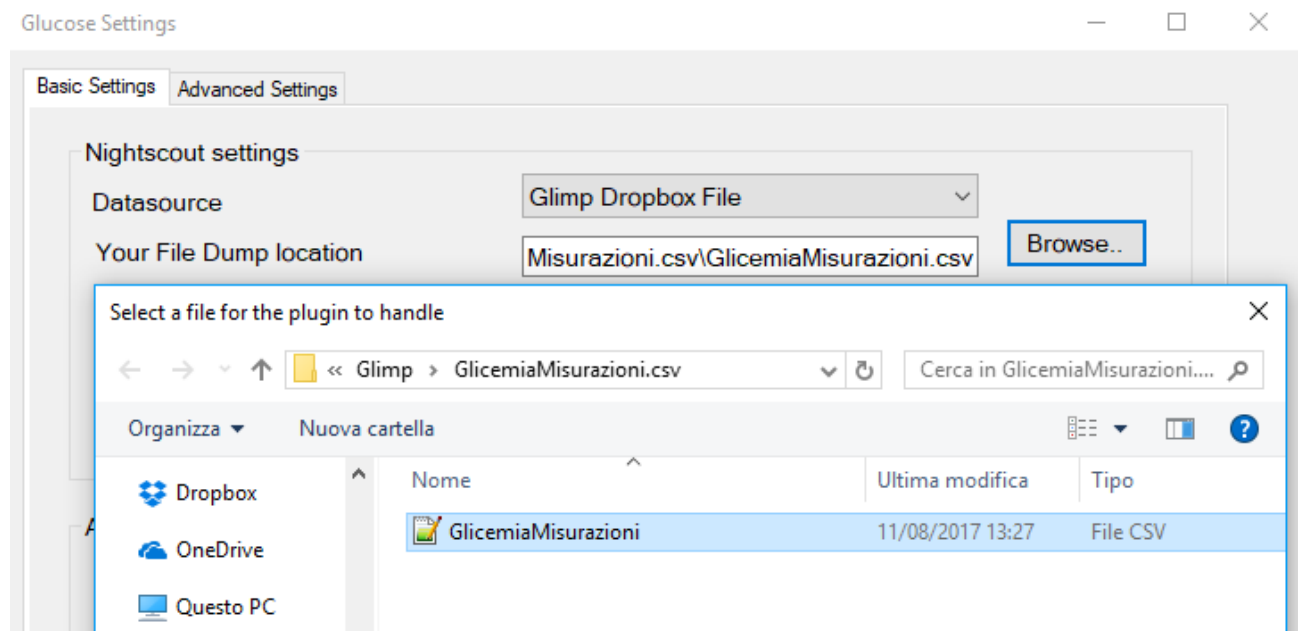 Glucose Settings
Basic Settings Advanced Settings
Nightscout settings
Datasource Glimp Dropbox File
Your File Dump location Misurazioni.csv\GlicemiaMisurazioni.csv Browse..
Select a file for the plugin to handle
« Glimp › GlicemiaMisurazioni.csv Cerca in GlicemiaMisurazioni....
Organizza Nuova cartella ?
Nome Ultima modifica Tipo
Dropbox
GlicemiaMisurazioni 11/08/2017 13:27 File CSV
OneDrive
Questo PC